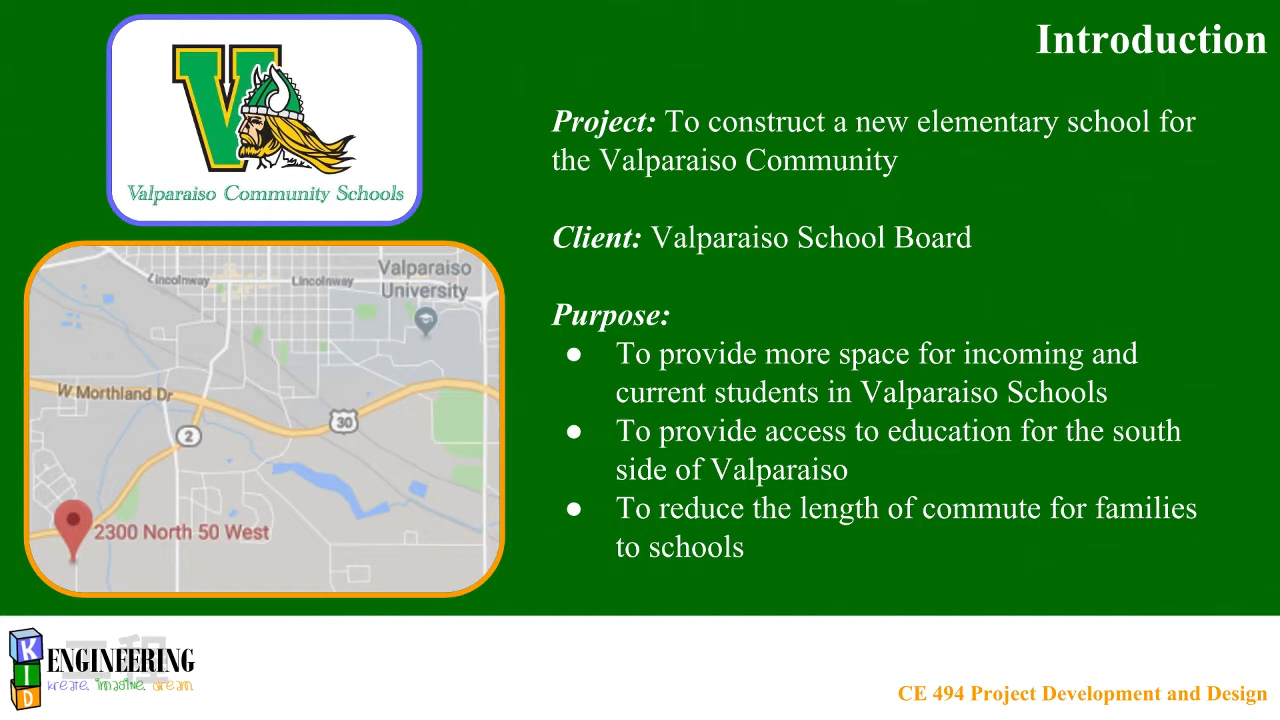 Introduction
V
Valparaiso Community Schools
Project: To construct a new elementary school for
the Valparaiso Community
Client: Valparaiso School Board
Purpose:
● To provide more space for incoming and
current students in Valparaiso Schools
● To provide access to education for the south
side of Valparaiso
● To reduce the length of commute for families
to schools
Lincolnway
Lincolnway
Valparaiso
University
W Morthland Dr
2
30
2300 North 50 West
KID
工程
ENGINEERING
kreate. imagine. dream.
CE 494 Project Development and Design